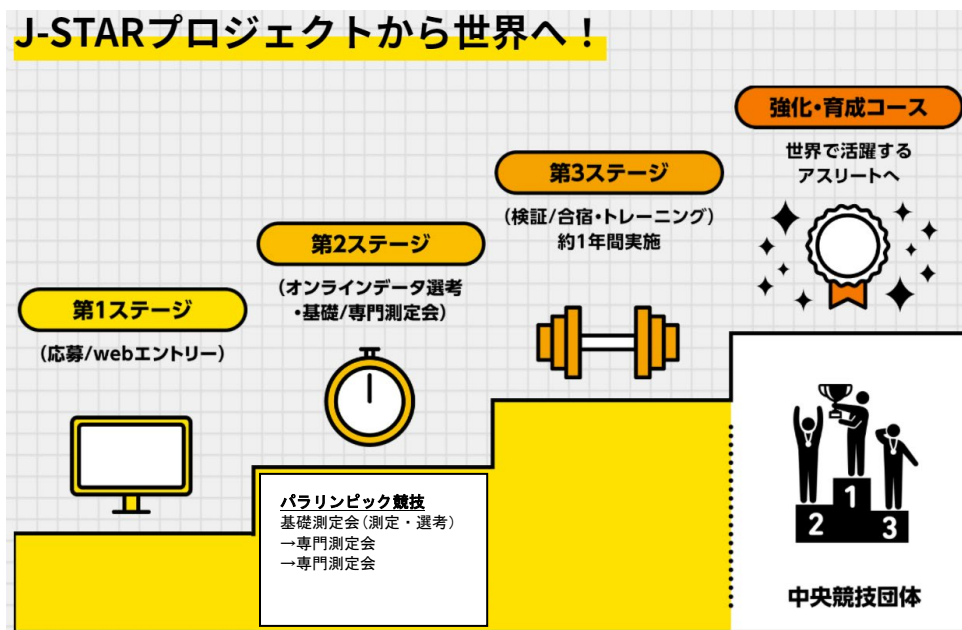 J-STARプロジェクトから世界へ！
第1ステージ
（応募/webエントリー）
第2ステージ
（オンラインデータ選考
・基礎/専門測定会）
パラリンピック競技
基礎測定会（測定・選考）
→専門測定会
→専門測定会
第3ステージ
（検証/合宿・トレーニング）
約1年間実施
強化・育成コース
世界で活躍する
アスリートへ
1
2
3
中央競技団体